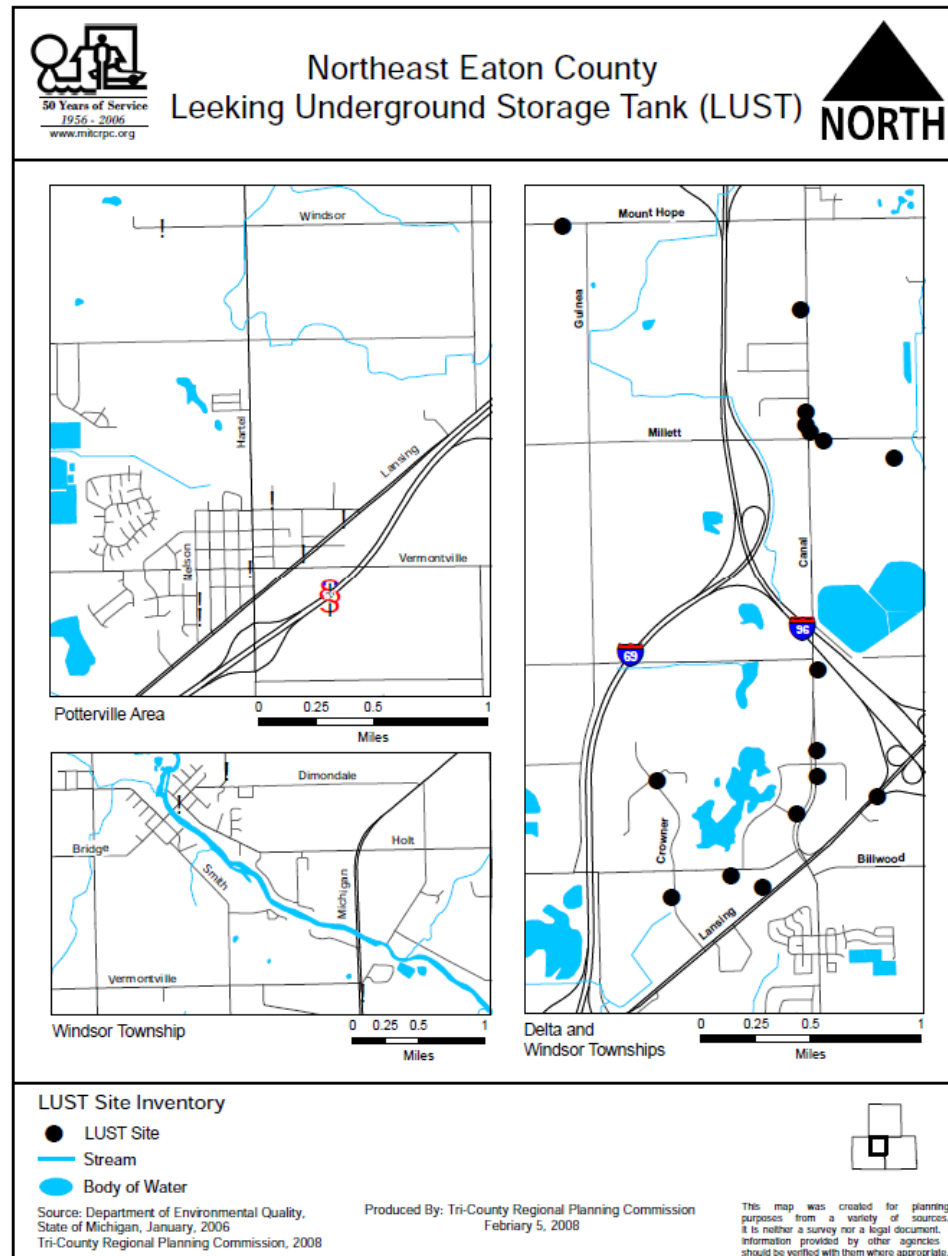 50 Years of Service
1956 - 2006
www.mitcrpc.org
Northeast Eaton County
Leeking Underground Storage Tank (LUST)
NORTH
Windsor
Hartel
Lansing
Nelson
Vermontville
Potterville Area
0 0.25 0.5 1
Miles
Dimondale
Bridge
Smith
Holt
Michigan
Vermontville
Windsor Township
0 0.25 0.5 1
Miles
Mount Hope
Guinea
Millett
Canal
96
69
Crowner
Billwood
Lansing
Delta and
Windsor Townships
0 0.25 0.5 1
Miles
LUST Site Inventory
LUST Site
Stream
Body of Water
Source: Department of Environmental Quality,
State of Michigan, January, 2006
Tri-County Regional Planning Commission, 2008
Produced By: Tri-County Regional Planning Commission
Febriary 5, 2008
This map was created for planning
purposes from a variety of sources.
It is neither a survey nor a legal document.
Information provided by other agencies
should be verified with them where appropriate.